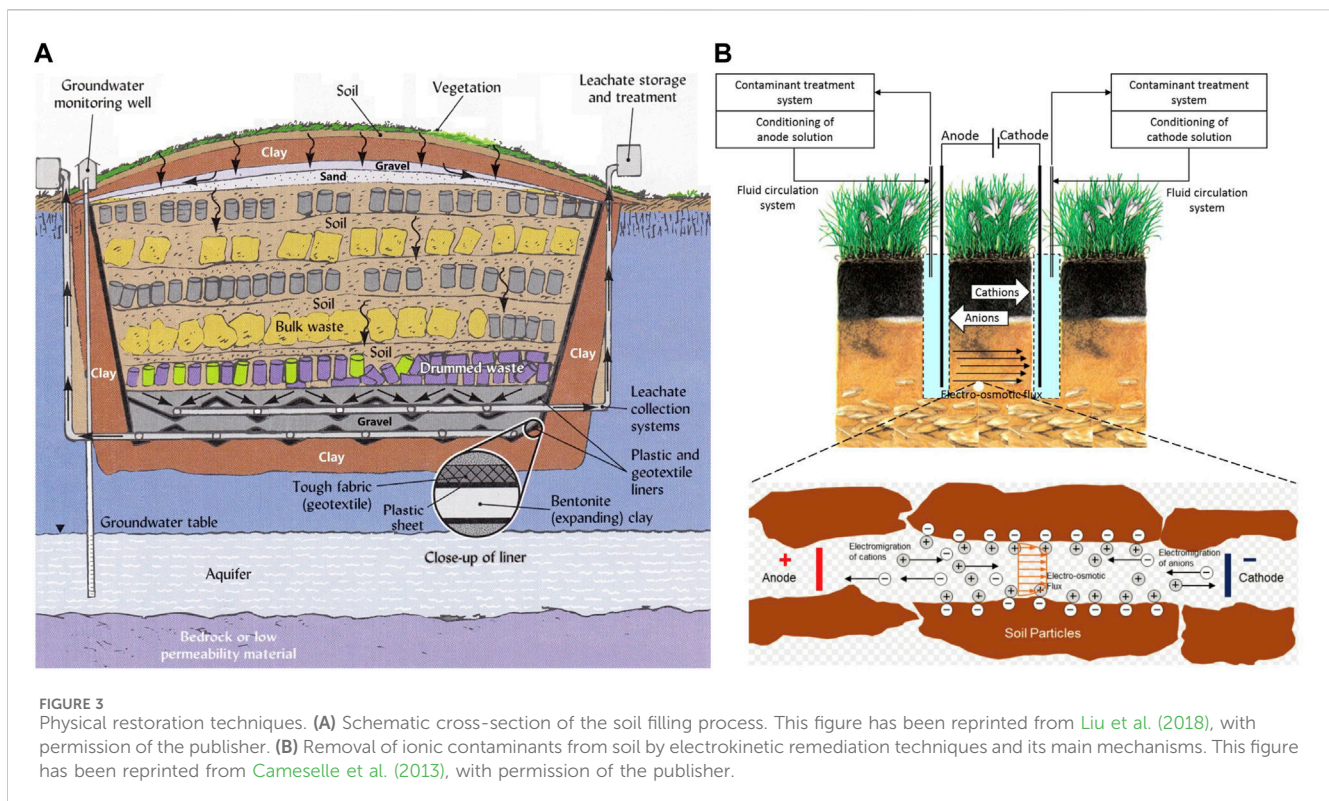 A
Groundwater
monitoring well
Soil
Vegetation
Leachate storage
and treatment
Clay
Gravel
Sand
Soil
Soil
Bulk waste
Soil
Drummed waste
Clay
Clay
Leachate
collection
systems
Gravel
Clay
Plastic and
geotextile
liners
Tough fabric
(geotextile)
Plastic
sheet
Bentonite
(expanding) clay
Groundwater table
Close-up of liner
Aquifer
Bedrock or low
permeability material
B
Contaminant treatment
system
Conditioning of
anode solution
Contaminant treatment
system
Conditioning of
cathode solution
Anode
Cathode
Fluid circulation
system
Fluid circulation
system
Cathions
Anions
Electro-osmotic flux
Electromigration
of cations
Electromigration
of anions
+
Anode
Electro-osmotic
Flux
−
Cathode
Soil Particles
FIGURE 3
Physical restoration techniques. (A) Schematic cross-section of the soil filling process. This figure has been reprinted from Liu et al. (2018), with
permission of the publisher. (B) Removal of ionic contaminants from soil by electrokinetic remediation techniques and its main mechanisms. This figure
has been reprinted from Cameselle et al. (2013), with permission of the publisher.